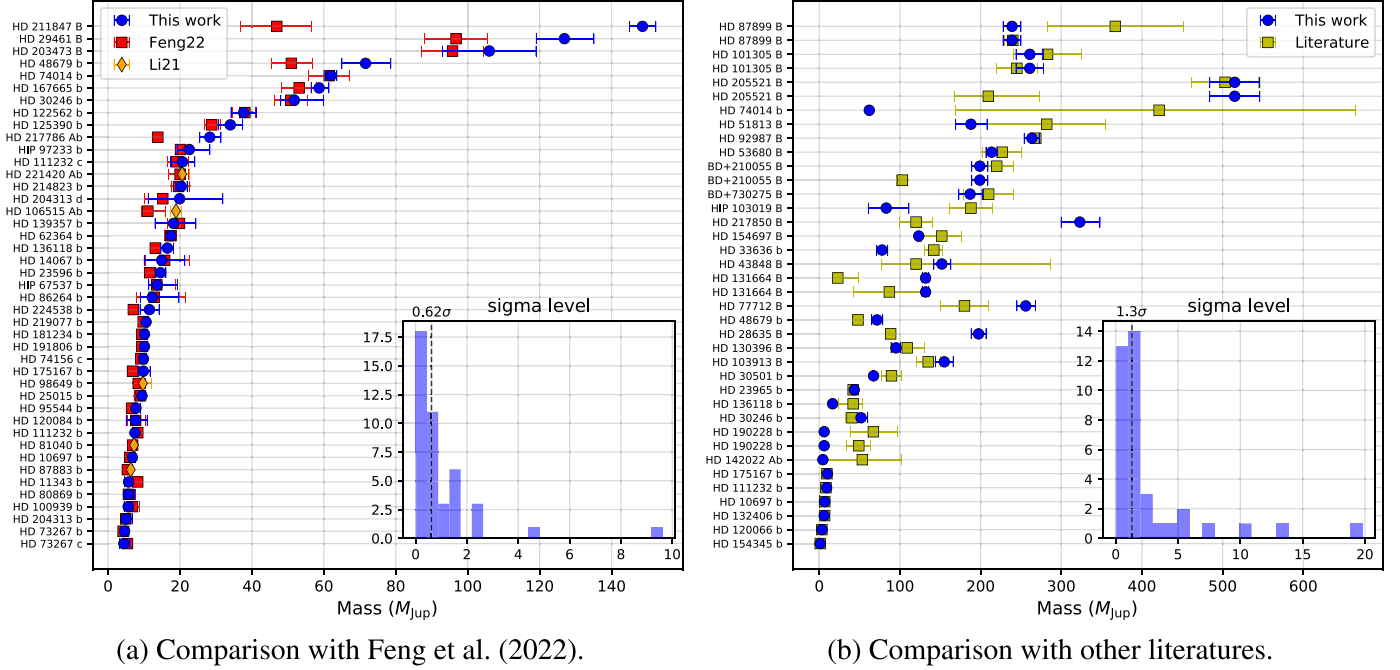 HD 211847 B
HD 29461 B
HD 203473 B
HD 48679 b
HD 74014 b
HD 167665 b
HD 30246 b
HD 122562 b
HD 125390 b
HD 217786 Ab
HIP 97233 b
HD 111232 c
HD 221420 Ab
HD 214823 b
HD 204313 d
HD 106515 Ab
HD 139357 b
HD 62364 b
HD 136118 b
HD 14067 b
HD 23596 b
HIP 67537 b
HD 86264 b
HD 224538 b
HD 219077 b
HD 181234 b
HD 191806 b
HD 74156 c
HD 175167 b
HD 98649 b
HD 25015 b
HD 95544 b
HD 120084 b
HD 111232 b
HD 81040 b
HD 10697 b
HD 87883 b
HD 11343 b
HD 80869 b
HD 100939 b
HD 204313 b
HD 73267 b
HD 73267 c
This work
Feng22
Li21
sigma level
0.62σ
17.5
15.0
12.5
10.0
7.5
5.0
2.5
0.0
0 2 4 6 8 10
0 20 40 60 80 100 120 140
Mass (M_Jup)
(a) Comparison with Feng et al. (2022).
HD 87899 B
HD 87899 B
HD 101305 B
HD 101305 B
HD 205521 B
HD 205521 B
HD 74014 b
HD 51813 B
HD 92987 B
HD 53680 B
BD+210055 B
BD+210055 B
BD+730275 B
HIP 103019 B
HD 217850 B
HD 154697 B
HD 33636 b
HD 43848 B
HD 131664 B
HD 131664 B
HD 77712 B
HD 48679 b
HD 28635 B
HD 130396 B
HD 103913 B
HD 30501 b
HD 23965 b
HD 136118 b
HD 30246 b
HD 190228 b
HD 190228 b
HD 142022 Ab
HD 175167 b
HD 111232 b
HD 10697 b
HD 132406 b
HD 120066 b
HD 154345 b
This work
Literature
sigma level
1.3σ
14
12
10
8
6
4
2
0
0 5 10 15 20
0 100 200 300 400 500 600
Mass (M_Jup)
(b) Comparison with other literatures.